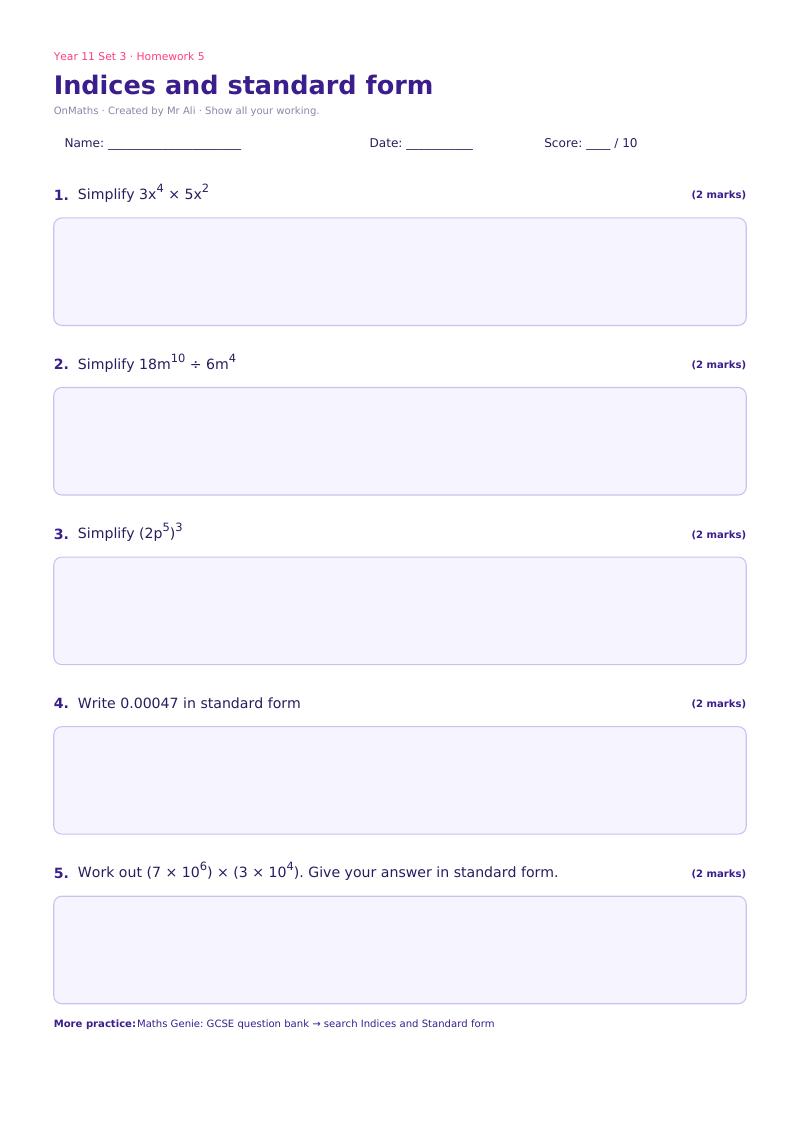 Year 11 Set 3 · Homework 5
Indices and standard form
OnMaths · Created by Mr Ali · Show all your working.
Name: ______________________ Date: ___________ Score: ____ / 10
1. Simplify 3x⁴ × 5x² (2 marks)
2. Simplify 18m¹⁰ ÷ 6m⁴ (2 marks)
3. Simplify (2p⁵)³ (2 marks)
4. Write 0.00047 in standard form (2 marks)
5. Work out (7 × 10⁶) × (3 × 10⁴). Give your answer in standard form. (2 marks)
More practice: Maths Genie: GCSE question bank → search Indices and Standard form